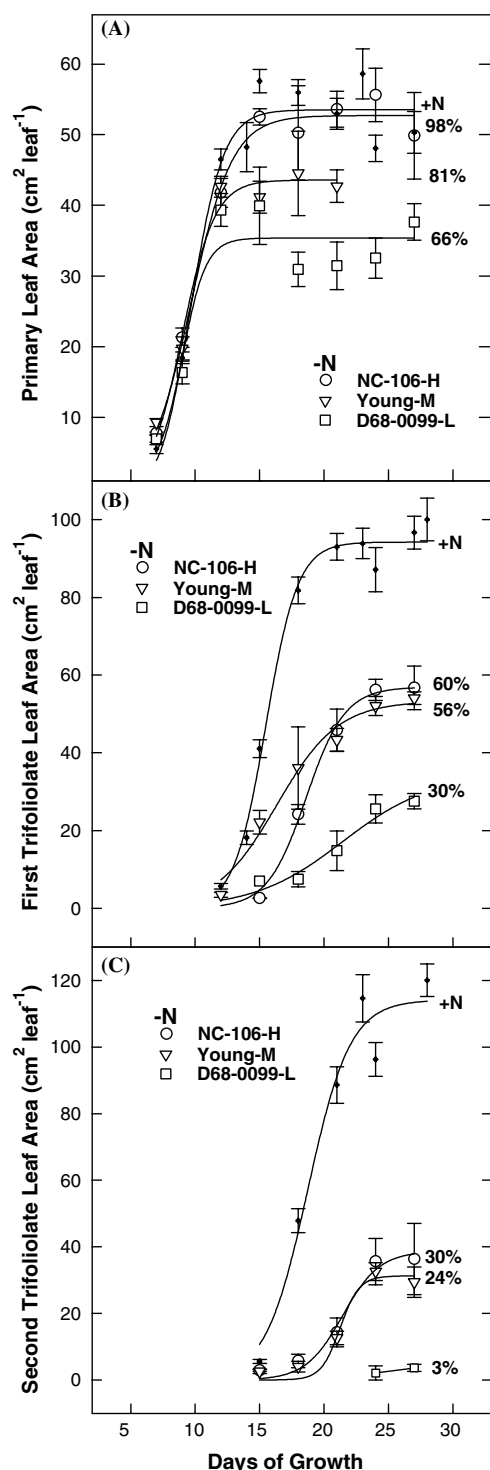 (A)
60
50
40
30
20
10
Primary Leaf Area (cm² leaf⁻¹)
+N
98%
81%
66%
-N
NC-106-H
Young-M
D68-0099-L
(B)
100
80
60
40
20
0
First Trifoliolate Leaf Area (cm² leaf⁻¹)
-N
NC-106-H
Young-M
D68-0099-L
+N
60%
56%
30%
(C)
120
100
80
60
40
20
0
Second Trifoliolate Leaf Area (cm² leaf⁻¹)
-N
NC-106-H
Young-M
D68-0099-L
+N
30%
24%
3%
5 10 15 20 25 30
Days of Growth